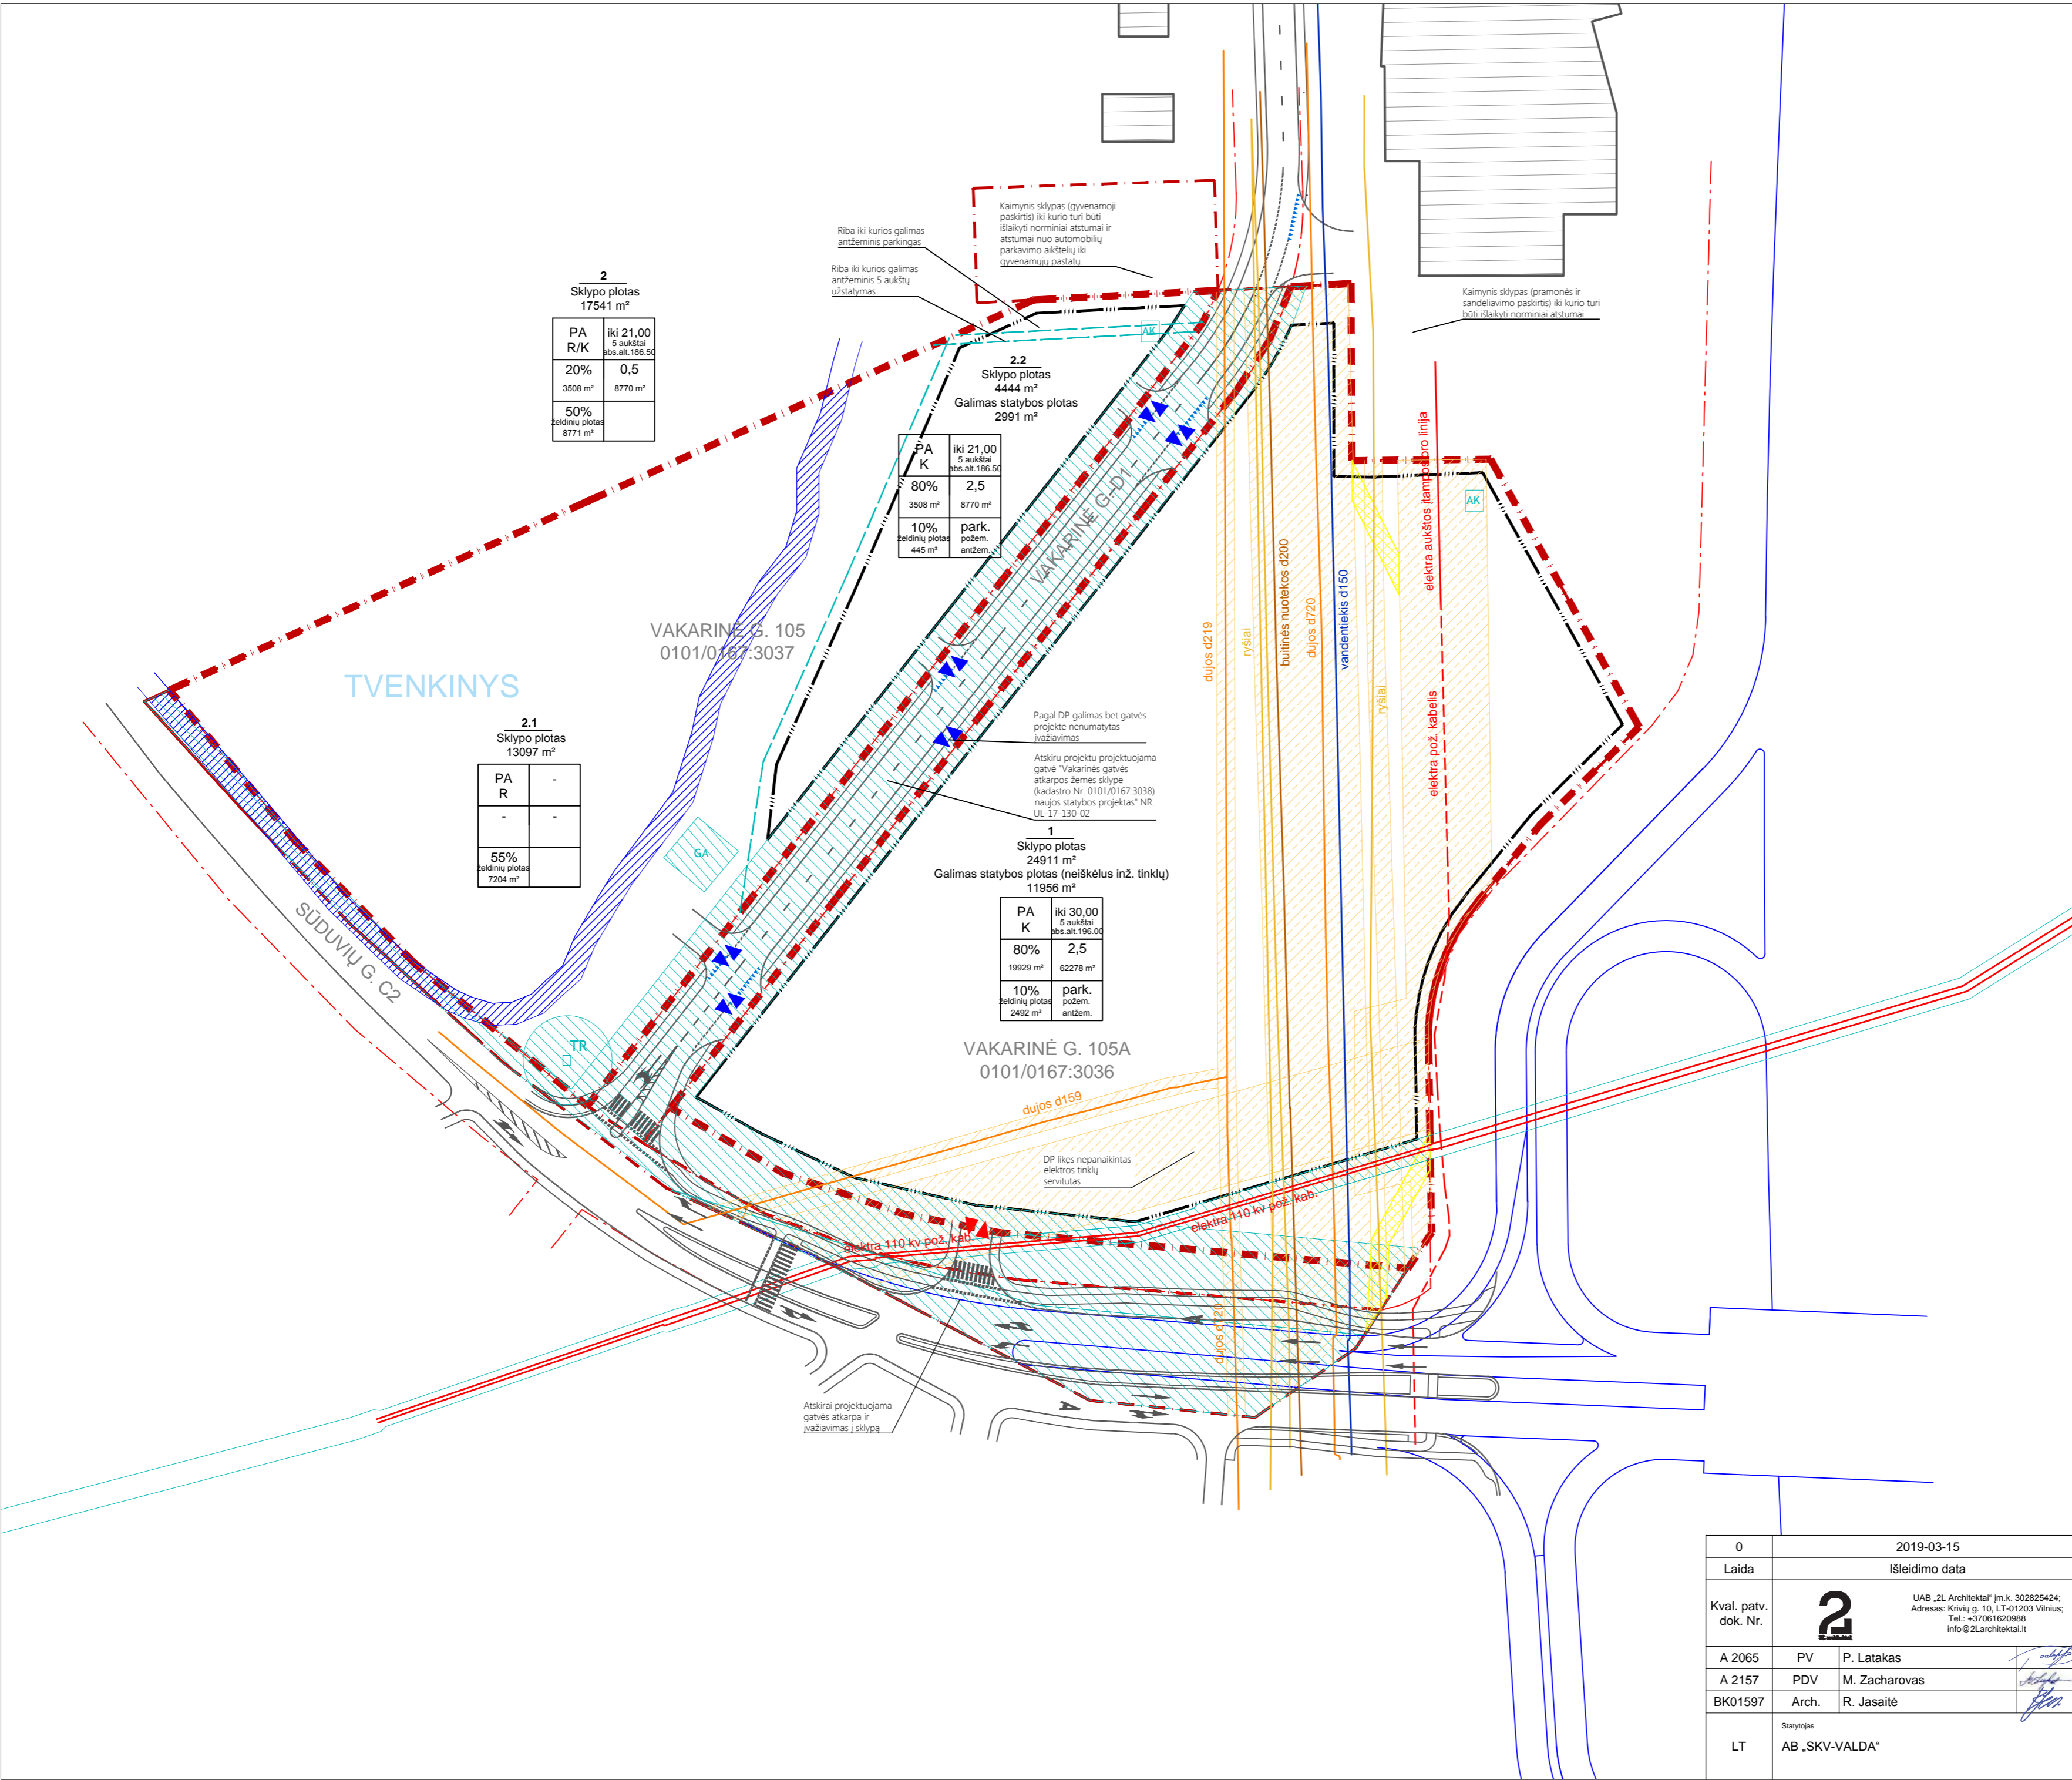 Kaimynis sklypas (gyvenamoji
paskirtis) iki kurio turi būti
išlaikyti norminiai atstumai ir
atstumai nuo automobilių
parkavimo aikštelių iki
gyvenamųjų pastatų.
Riba iki kurios galimas
antžeminis parkingas
Riba iki kurios galimas
antžeminis 5 aukštų
užstatymas
Kaimynis sklypas (pramonės ir
sandėliavimo paskirtis) iki kurio turi
būti išlaikyti norminiai atstumai
2
Sklypo plotas
17541 m²
PA iki 21,00
R/K 5 aukštai
abs.alt.186.50
20% 0,5
3508 m² 8770 m²
50%
želdinių plotas
8771 m²
AK
2.2
Sklypo plotas
4444 m²
Galimas statybos plotas
2991 m²
PA iki 21,00
K 5 aukštai
abs.alt.186.50
80% 2,5
3508 m² 8770 m²
10% park.
želdinių plotas požem.
445 m² antžem.
VAKARINĖ G. D1
AK
elektra aukštos įtampos oro linija
elektra pož. kabelis
dujos d219
ryšiai
buitinės nuotekos d200
dujos d720
vandentiekis d150
ryšiai
VAKARINĖ G. 105
0101/0167:3037
TVENKINYS
2.1
Sklypo plotas
13097 m²
PA -
R
- -
55%
želdinių plotas
7204 m²
Pagal DP galimas bet gatvės
projekte nenumatytas
įvažiavimas
Atskiru projektu projektuojama
gatvė "Vakarinės gatvės
atkarpos žemės sklype
(kadastro Nr. 0101/0167:3038)
naujos statybos projektas" NR.
UL-17-130-02
1
Sklypo plotas
24911 m²
Galimas statybos plotas (neiškėlus inž. tinklų)
11956 m²
PA iki 30,00
K 5 aukštai
abs.alt.196.00
80% 2,5
19929 m² 62278 m²
10% park.
želdinių plotas požem.
2492 m² antžem.
GA
SŪDUVIŲ G. C2
TR
VAKARINĖ G. 105A
0101/0167:3036
dujos d159
DP likęs nepanaikintas
elektros tinklų
servitutas
elektra 110 kv pož. kab.
elektra 110 kv pož. kab.
dujos d720
Atskirai projektuojama
gatvės atkarpa ir
įvažiavimas į sklypą
0 2019-03-15
Laida Išleidimo data
Kval. patv.
dok. Nr.
2
UAB „2L Architektai" įm.k. 302825424;
Adresas: Krivių g. 10, LT-01203 Vilnius;
Tel.: +37061620988
info@2Larchitektai.lt
A 2065 PV P. Latakas
A 2157 PDV M. Zacharovas
BK01597 Arch. R. Jasaitė
Statytojas
LT AB „SKV-VALDA“